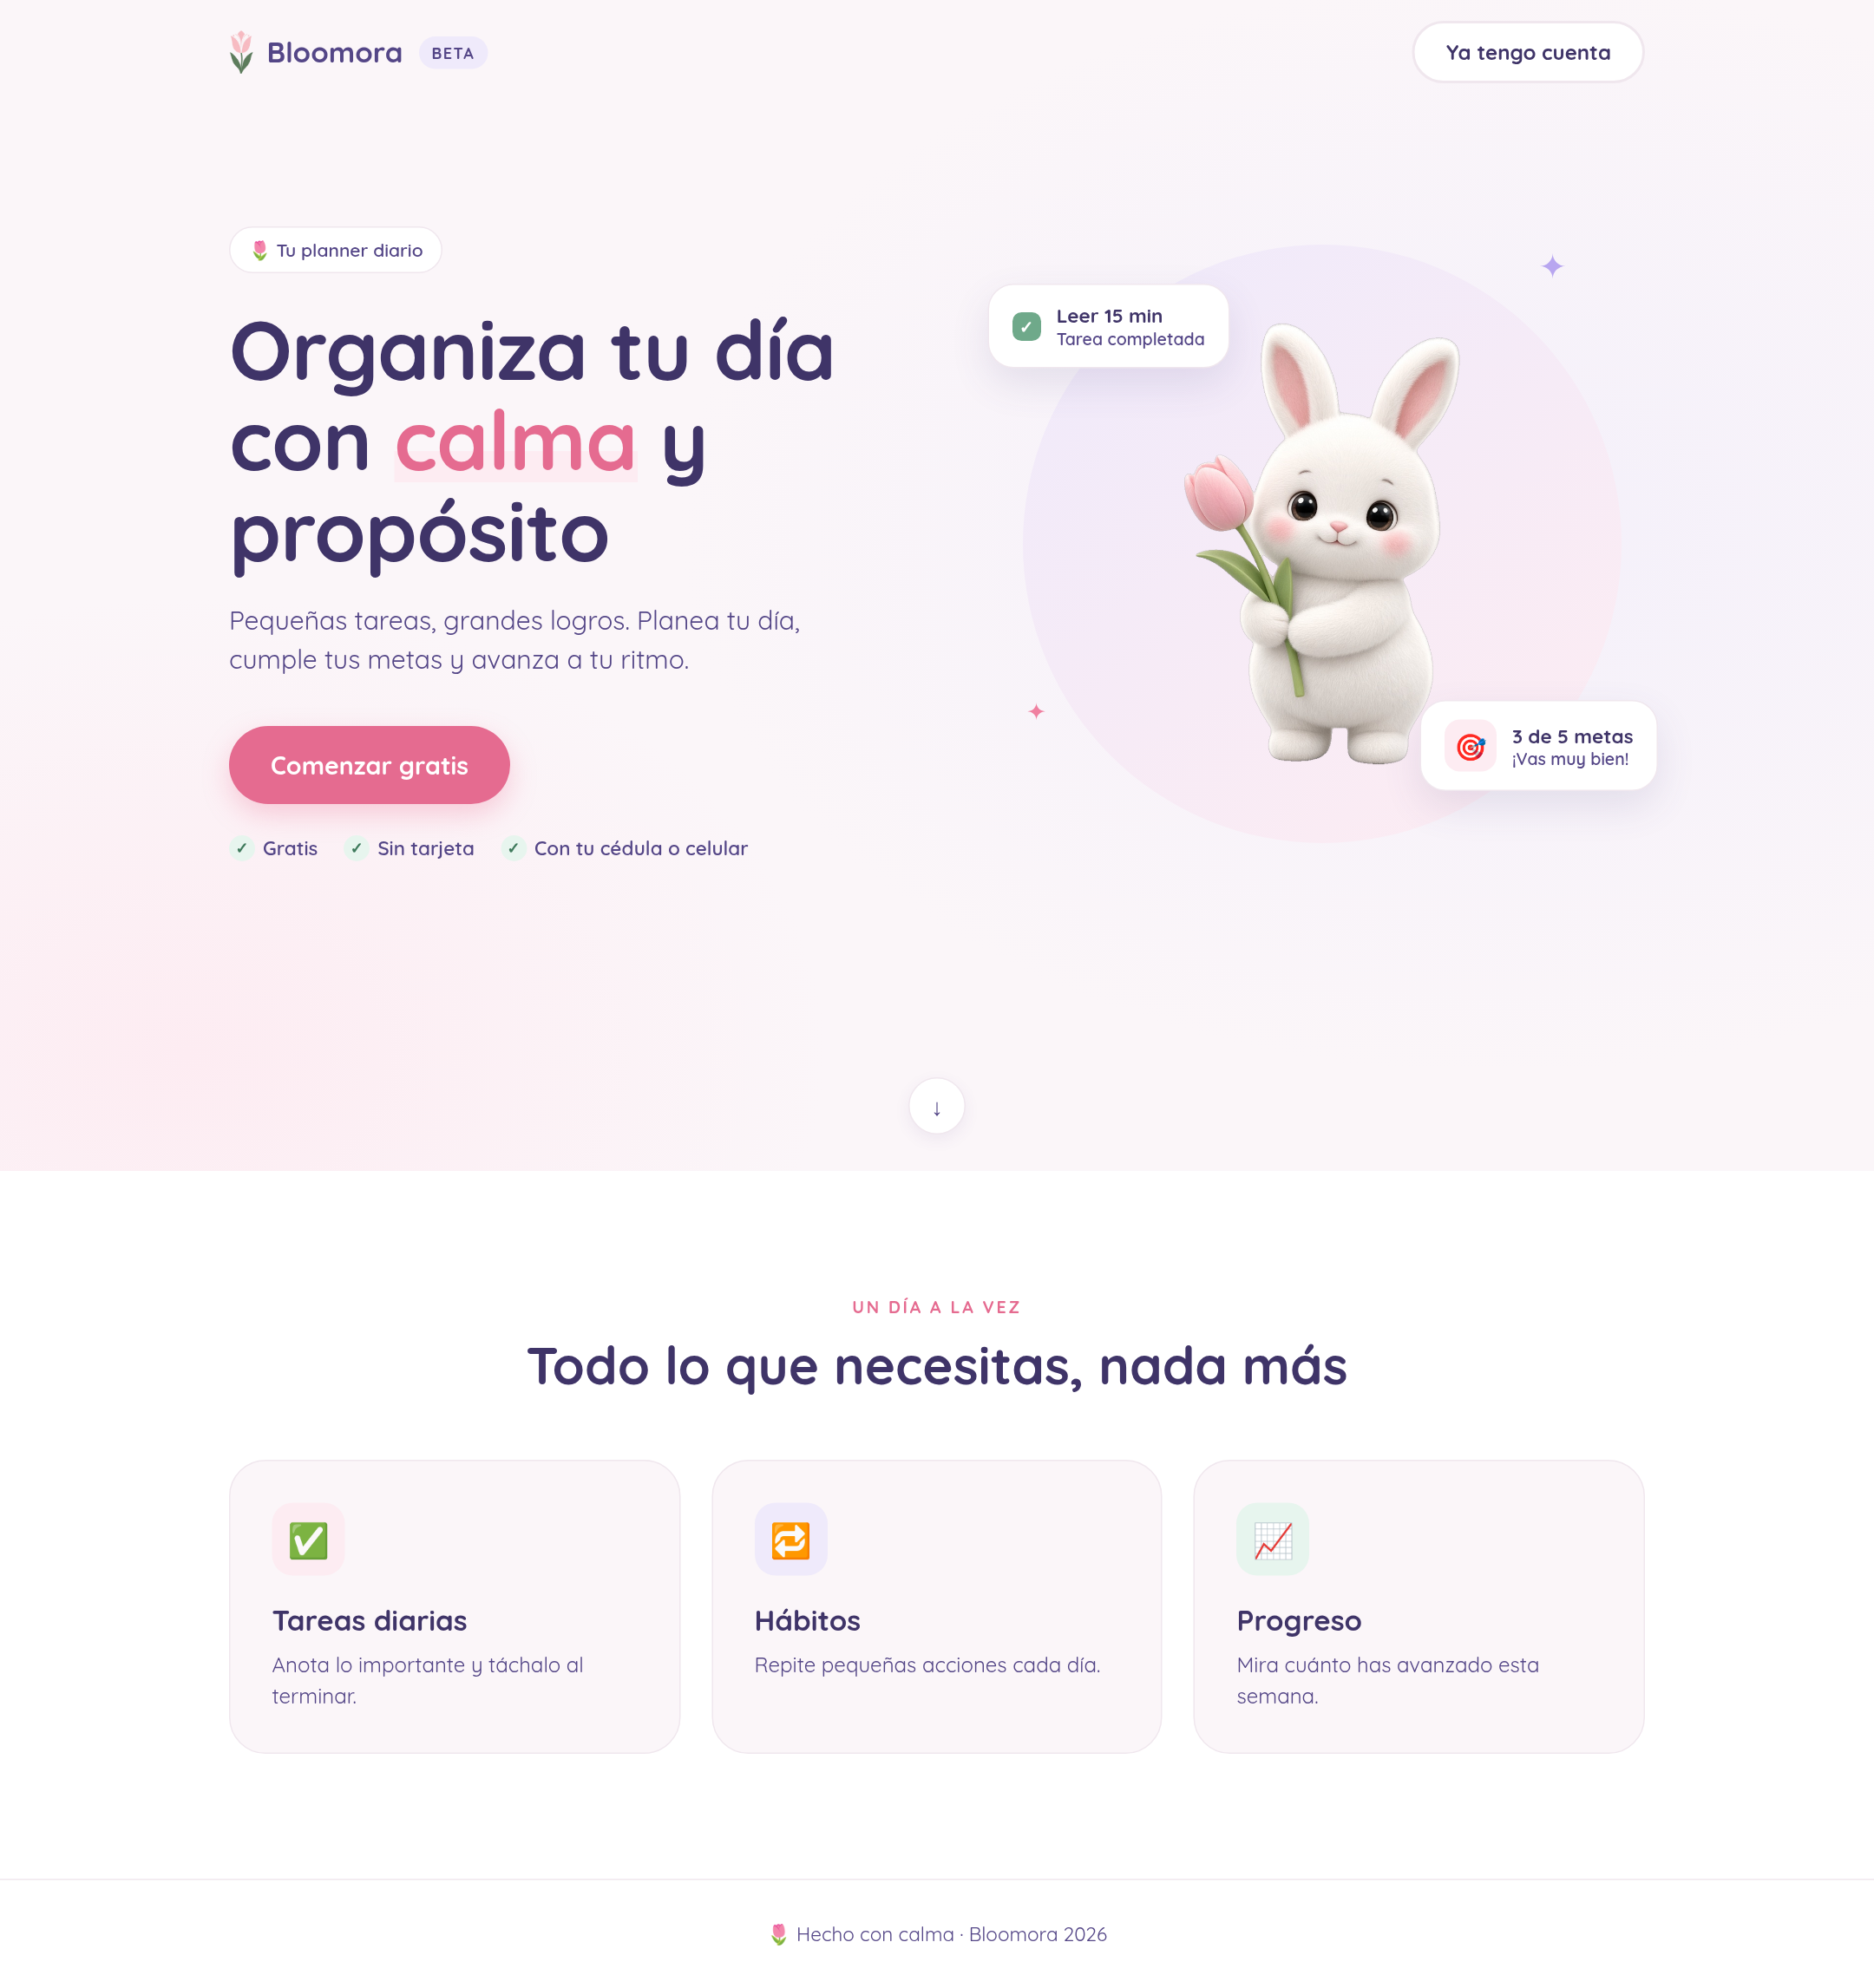 Bloomora BETA
Ya tengo cuenta
🌷 Tu planner diario
Organiza tu día
con calma y
propósito
Pequeñas tareas, grandes logros. Planea tu día,
cumple tus metas y avanza a tu ritmo.
Comenzar gratis
✓ Gratis ✓ Sin tarjeta ✓ Con tu cédula o celular
Leer 15 min
Tarea completada
3 de 5 metas
¡Vas muy bien!
↓
UN DÍA A LA VEZ
Todo lo que necesitas, nada más
Tareas diarias
Anota lo importante y táchalo al
terminar.
Hábitos
Repite pequeñas acciones cada día.
Progreso
Mira cuánto has avanzado esta
semana.
🌷 Hecho con calma · Bloomora 2026